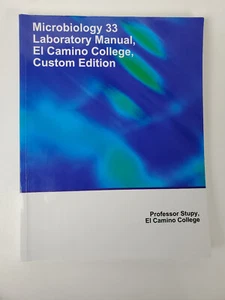 Microbiology 33
Laboratory Manual,
El Camino College,
Custom Edition
Professor Stupy,
El Camino College